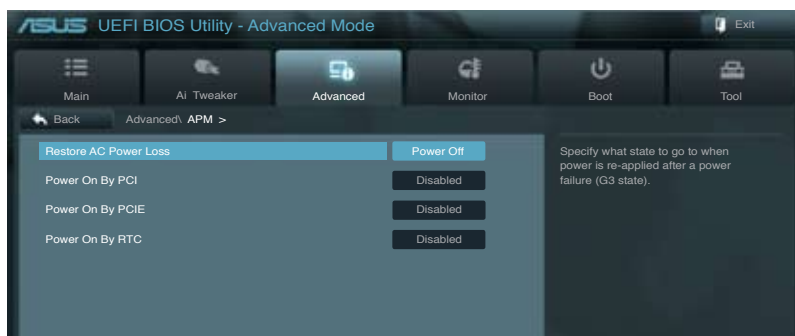 ASUS UEFI BIOS Utility - Advanced Mode
Exit
Main Ai Tweaker Advanced Monitor Boot Tool
Back Advanced\ APM >
Restore AC Power Loss Power Off
Power On By PCI Disabled
Power On By PCIE Disabled
Power On By RTC Disabled
Specify what state to go to when
power is re-applied after a power
failure (G3 state).